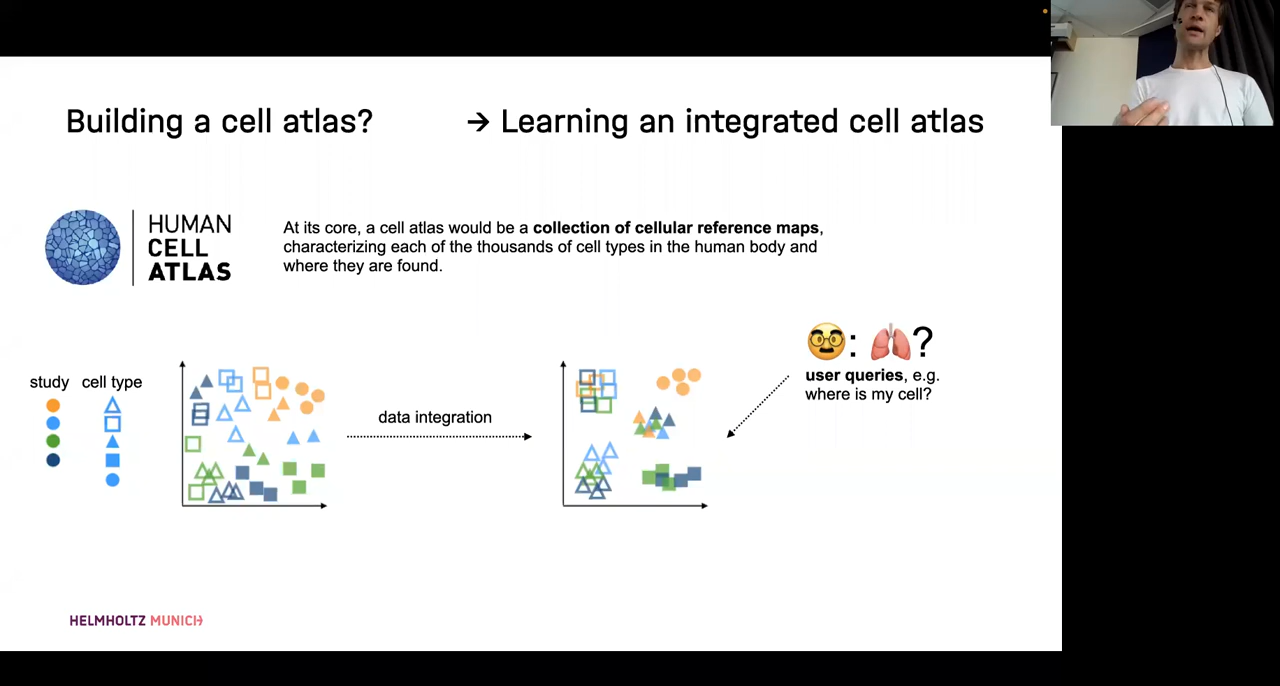 Building a cell atlas? → Learning an integrated cell atlas
HUMAN
CELL
ATLAS
At its core, a cell atlas would be a collection of cellular reference maps,
characterizing each of the thousands of cell types in the human body and
where they are found.
: ?
user queries, e.g.
where is my cell?
study cell type
data integration
HELMHOLTZ MUNICH